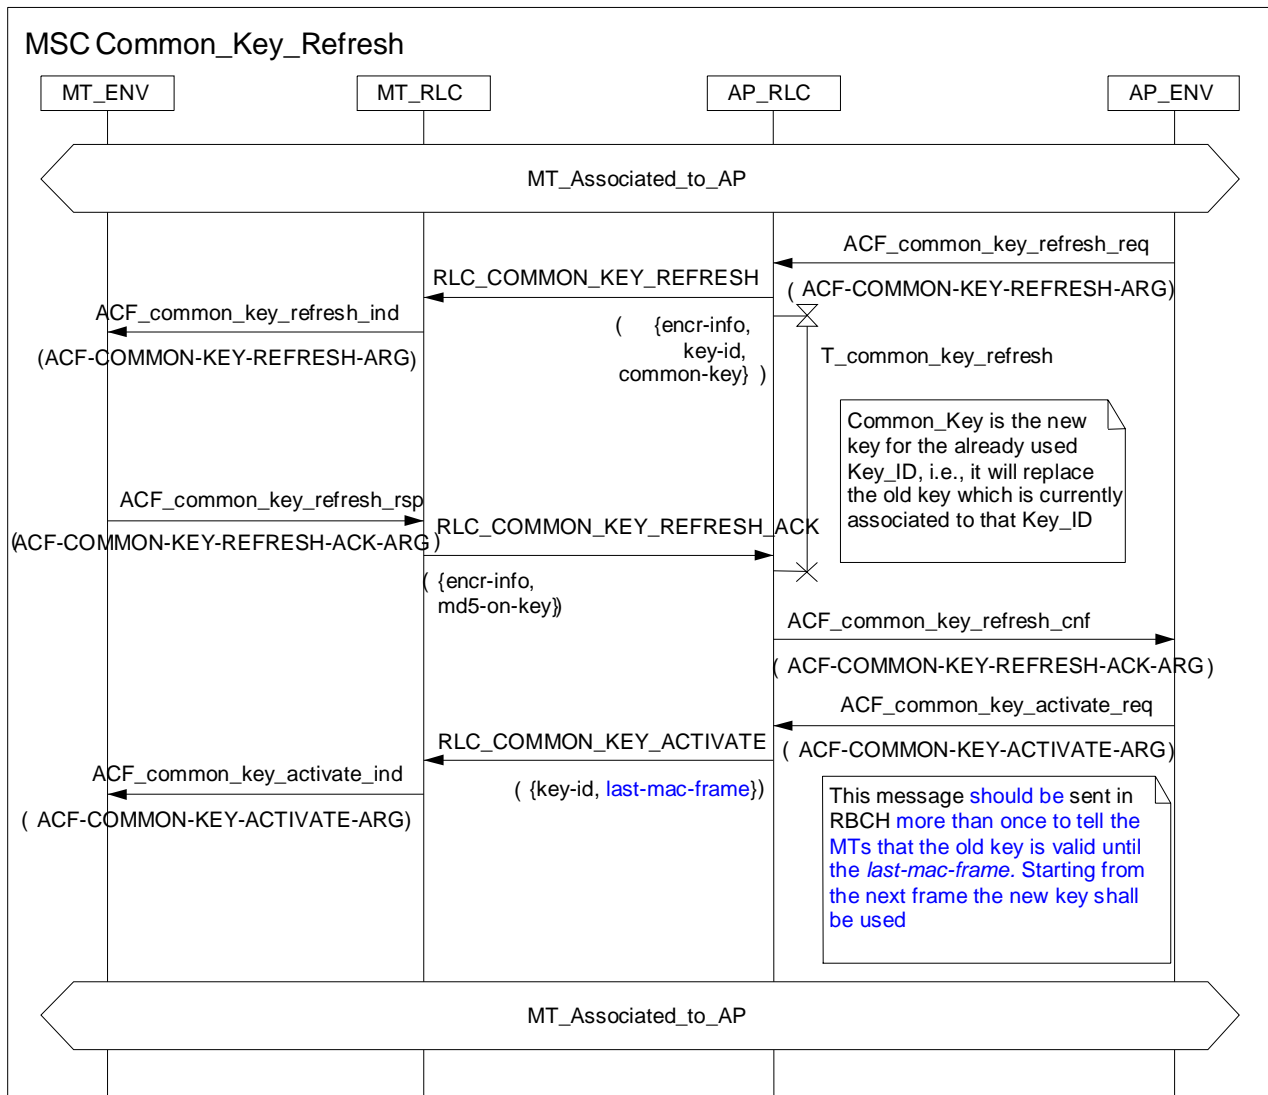 MSC Common_Key_Refresh
MT_ENV
MT_RLC
AP_RLC
AP_ENV
MT_Associated_to_AP
ACF_common_key_refresh_req
( ACF-COMMON-KEY-REFRESH-ARG)
RLC_COMMON_KEY_REFRESH
( {encr-info,
key-id,
common-key} )
ACF_common_key_refresh_ind
(ACF-COMMON-KEY-REFRESH-ARG)
T_common_key_refresh
Common_Key is the new
key for the already used
Key_ID, i.e., it will replace
the old key which is currently
associated to that Key_ID
ACF_common_key_refresh_rsp
(ACF-COMMON-KEY-REFRESH-ACK-ARG)
RLC_COMMON_KEY_REFRESH_ACK
( {encr-info,
md5-on-key})
ACF_common_key_refresh_cnf
( ACF-COMMON-KEY-REFRESH-ACK-ARG)
ACF_common_key_activate_req
( ACF-COMMON-KEY-ACTIVATE-ARG)
RLC_COMMON_KEY_ACTIVATE
( {key-id, last-mac-frame})
ACF_common_key_activate_ind
( ACF-COMMON-KEY-ACTIVATE-ARG)
This message should be sent in
RBCH more than once to tell the
MTs that the old key is valid until
the last-mac-frame. Starting from
the next frame the new key shall
be used
MT_Associated_to_AP